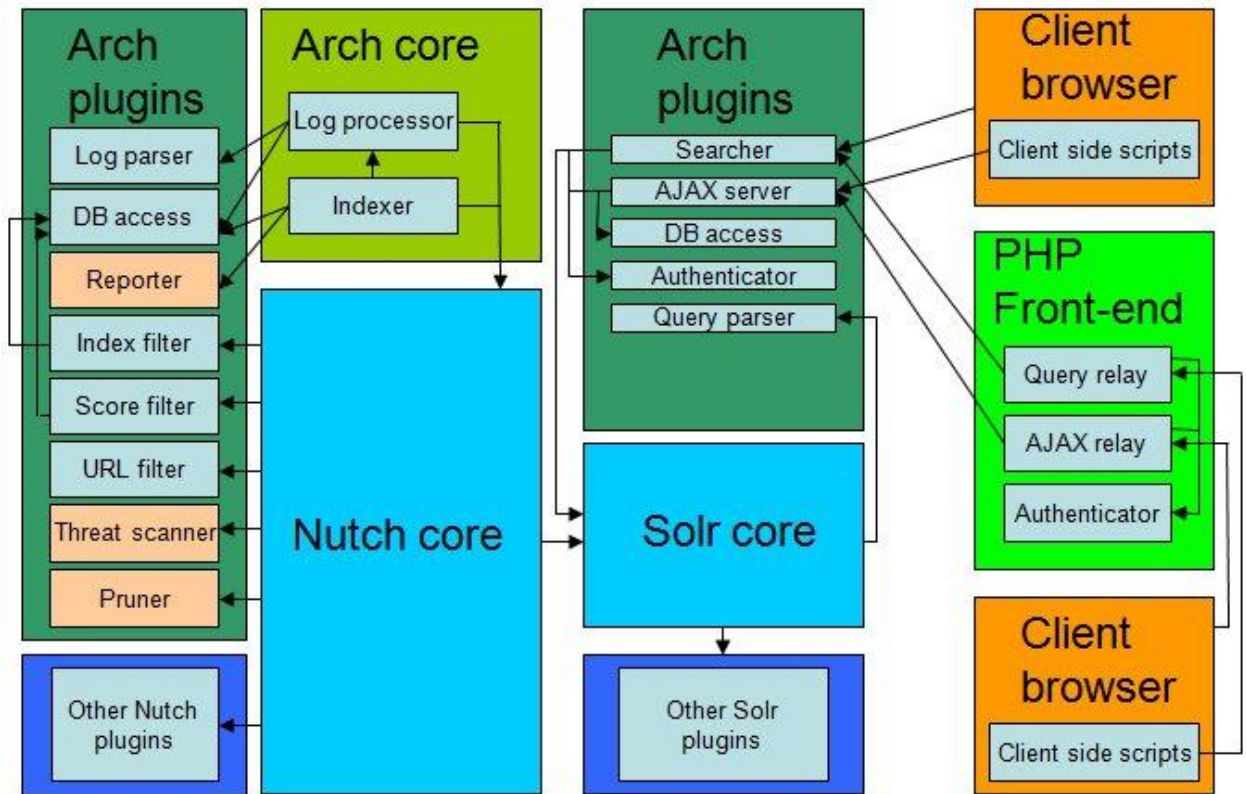 Arch
plugins
Log parser
DB access
Reporter
Index filter
Score filter
URL filter
Threat scanner
Pruner
Other Nutch
plugins
Arch core
Log processor
Indexer
Nutch core
Arch
plugins
Searcher
AJAX server
DB access
Authenticator
Query parser
Solr core
Other Solr
plugins
Client
browser
Client side scripts
PHP
Front-end
Query relay
AJAX relay
Authenticator
Client
browser
Client side scripts